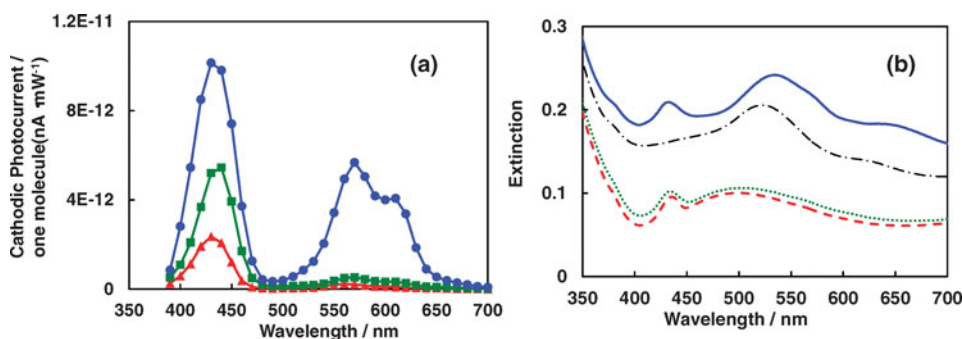 Cathodic Photocurrent /
one molecule(nA •mW⁻¹)
1.2E-11
8E-12
4E-12
0
(a)
350 400 450 500 550 600 650 700
Wavelength / nm
Extinction
0.3
0.2
0.1
0
(b)
350 400 450 500 550 600 650 700
Wavelength / nm